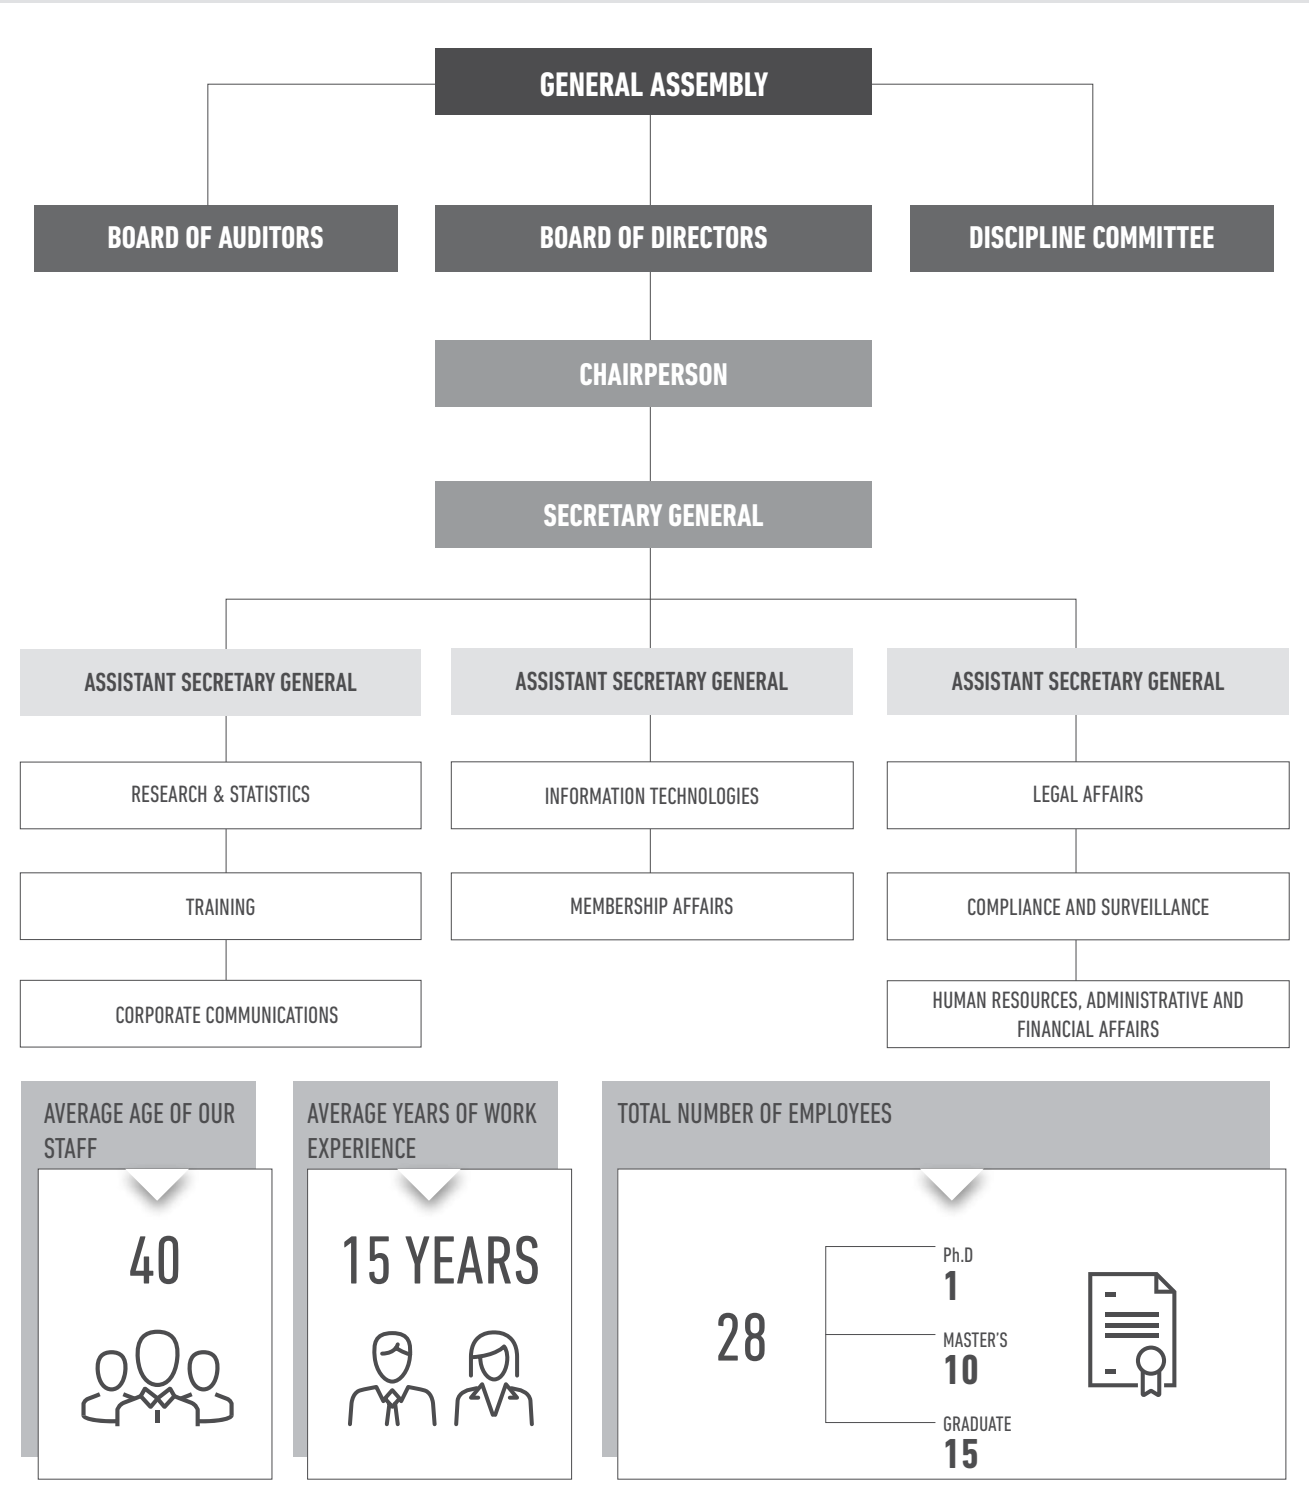 GENERAL ASSEMBLY
BOARD OF AUDITORS
BOARD OF DIRECTORS
DISCIPLINE COMMITTEE
CHAIRPERSON
SECRETARY GENERAL
ASSISTANT SECRETARY GENERAL
ASSISTANT SECRETARY GENERAL
ASSISTANT SECRETARY GENERAL
RESEARCH & STATISTICS
INFORMATION TECHNOLOGIES
LEGAL AFFAIRS
TRAINING
MEMBERSHIP AFFAIRS
COMPLIANCE AND SURVEILLANCE
CORPORATE COMMUNICATIONS
HUMAN RESOURCES, ADMINISTRATIVE AND
FINANCIAL AFFAIRS
AVERAGE AGE OF OUR
STAFF
40
AVERAGE YEARS OF WORK
EXPERIENCE
15 YEARS
TOTAL NUMBER OF EMPLOYEES
28
Ph.D
1
MASTER'S
10
GRADUATE
15